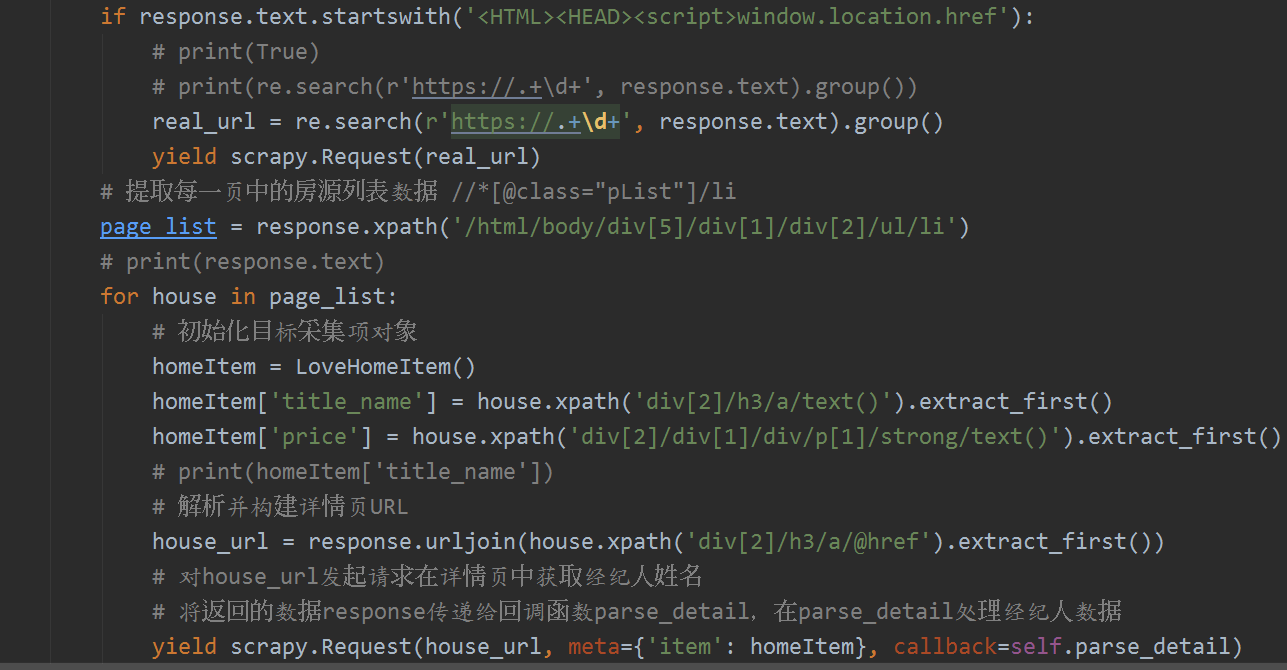 if response.text.startswith('<HTML><HEAD><script>window.location.href'):
# print(True)
# print(re.search(r'https://.+\d+', response.text).group())
real_url = re.search(r'https://.+\d+', response.text).group()
yield scrapy.Request(real_url)
# 提取每一页中的房源列表数据 //*[@class="pList"]/li
page_list = response.xpath('/html/body/div[5]/div[1]/div[2]/ul/li')
# print(response.text)
for house in page_list:
# 初始化目标采集项对象
homeItem = LoveHomeItem()
homeItem['title_name'] = house.xpath('div[2]/h3/a/text()').extract_first()
homeItem['price'] = house.xpath('div[2]/div[1]/div/p[1]/strong/text()').extract_first()
# print(homeItem['title_name'])
# 解析并构建详情页URL
house_url = response.urljoin(house.xpath('div[2]/h3/a/@href').extract_first())
# 对house_url发起请求在详情页中获取经纪人姓名
# 将返回的数据response传递给回调函数parse_detail，在parse_detail处理经纪人数据
yield scrapy.Request(house_url, meta={'item': homeItem}, callback=self.parse_detail)